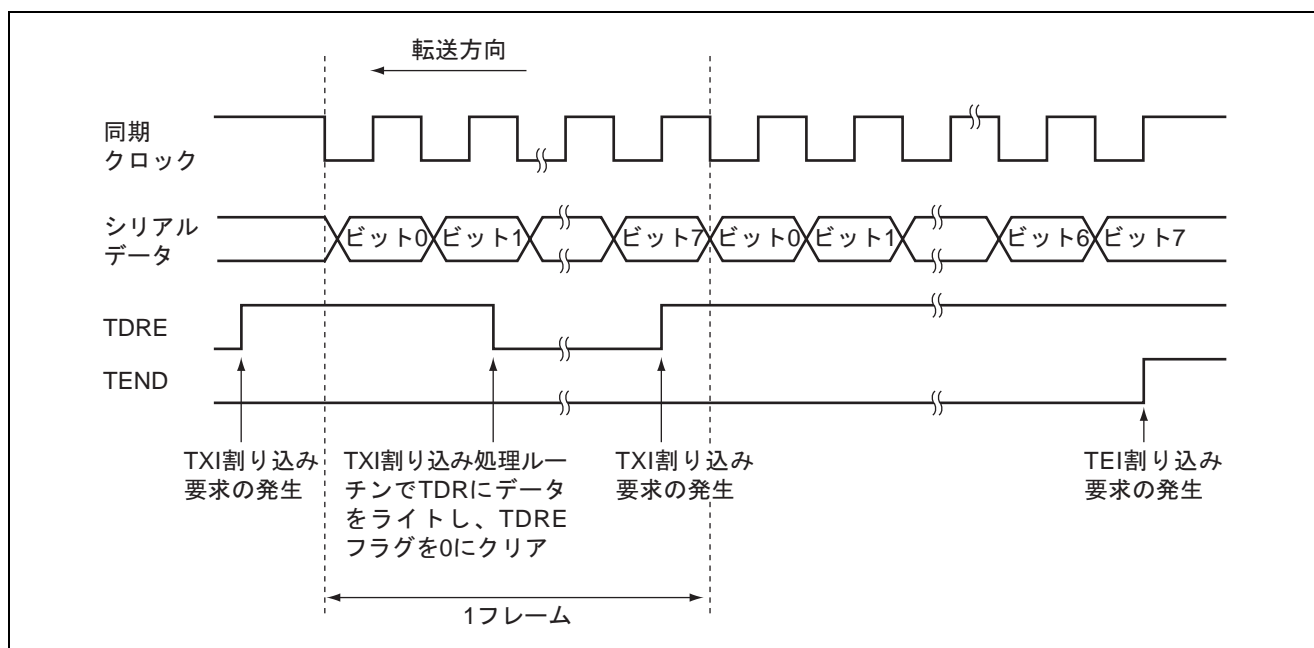 転送方向
同期
クロック
シリアル
データ
ビット0
ビット1
ビット7
ビット0
ビット1
ビット6
ビット7
TDRE
TEND
TXI割り込み
要求の発生
TXI割り込み処理ルー
チンでTDRにデータ
をライトし、TDRE
フラグを0にクリア
TXI割り込み
要求の発生
TEI割り込み
要求の発生
1フレーム